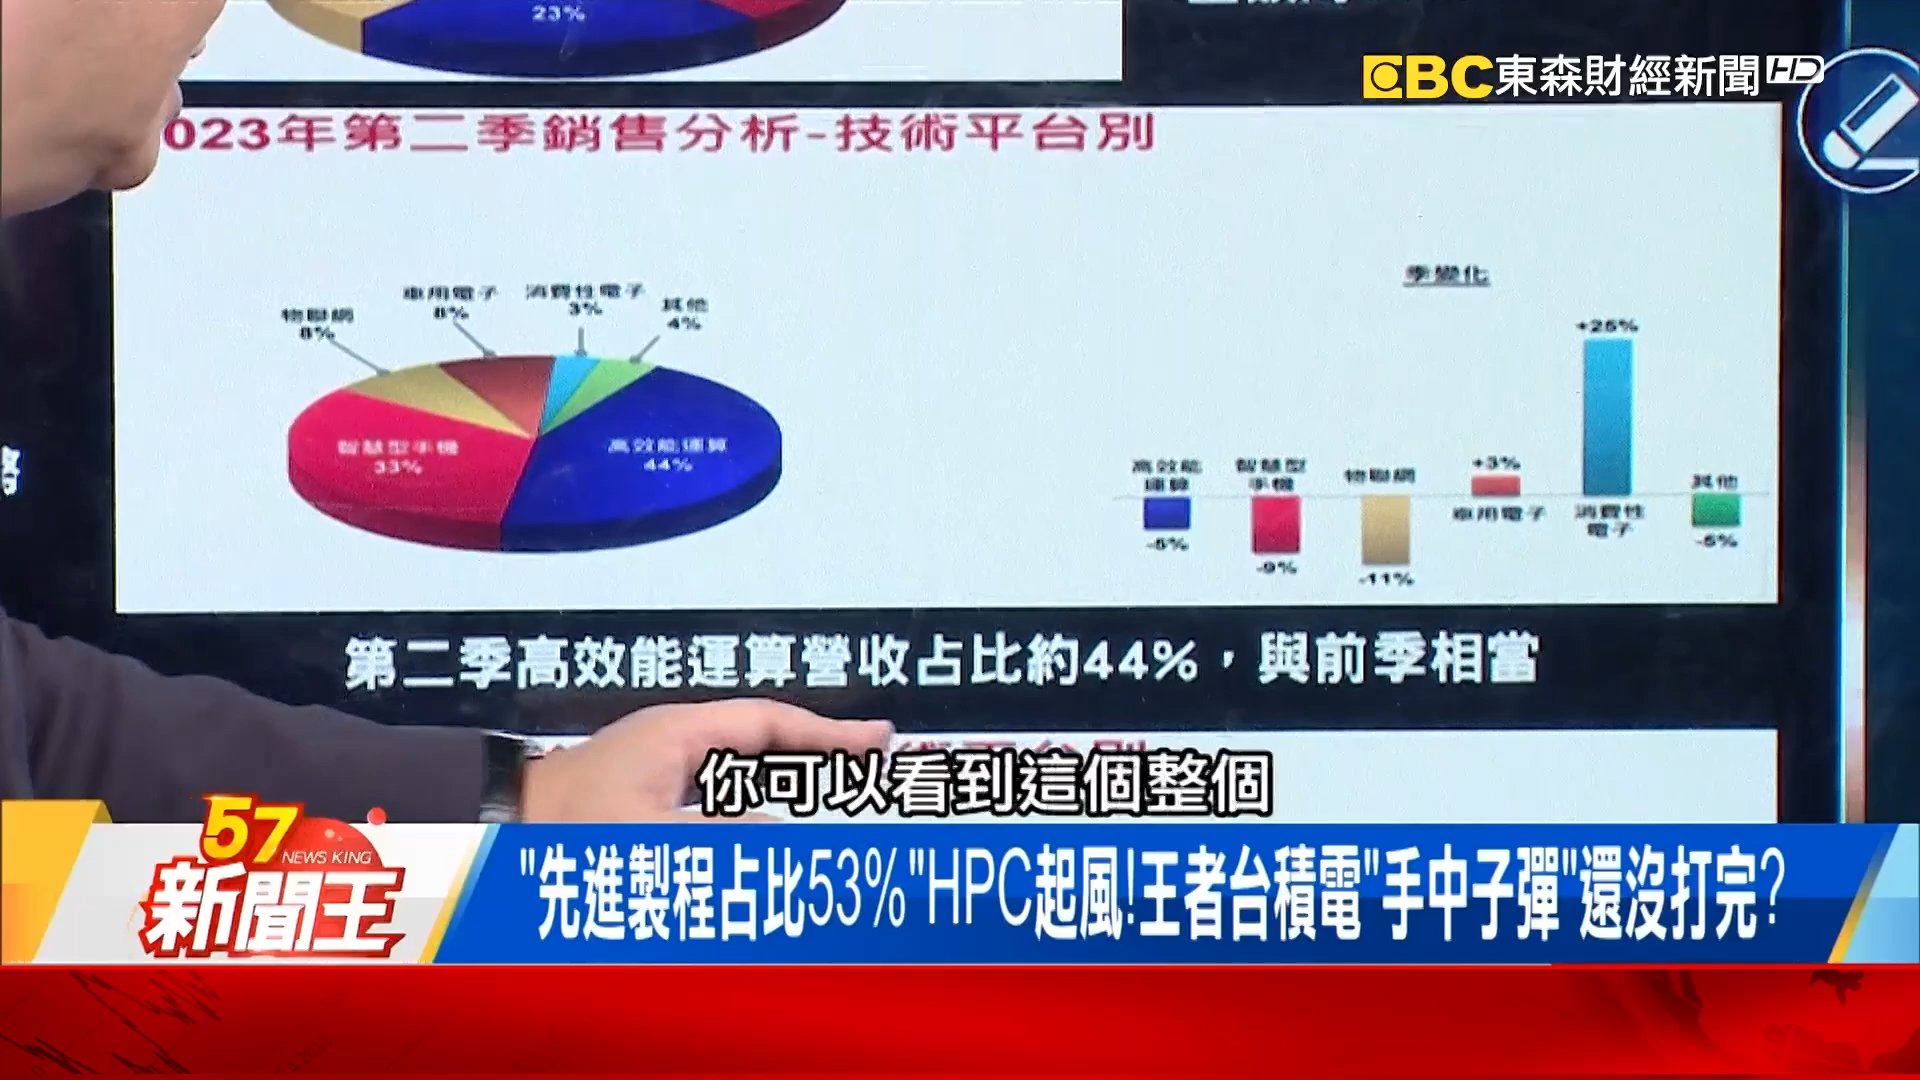 23%
EBC東森財經新聞HD
023年第二季銷售分析-技術平台別
物聯網
8%
車用電子
8%
消費性電子
3%
其他
4%
智慧型手機
33%
高效能運算
44%
季變化
高效能
運算
-5%
智慧型
手機
-9%
物聯網
-11%
+3%
車用電子
+25%
消費性
電子
其他
-5%
第二季高效能運算營收占比約44%，與前季相當
你可以看到這個整個
57
NEWS KING
新聞王
"先進製程占比53%"HPC起風!王者台積電"手中子彈"還沒打完?